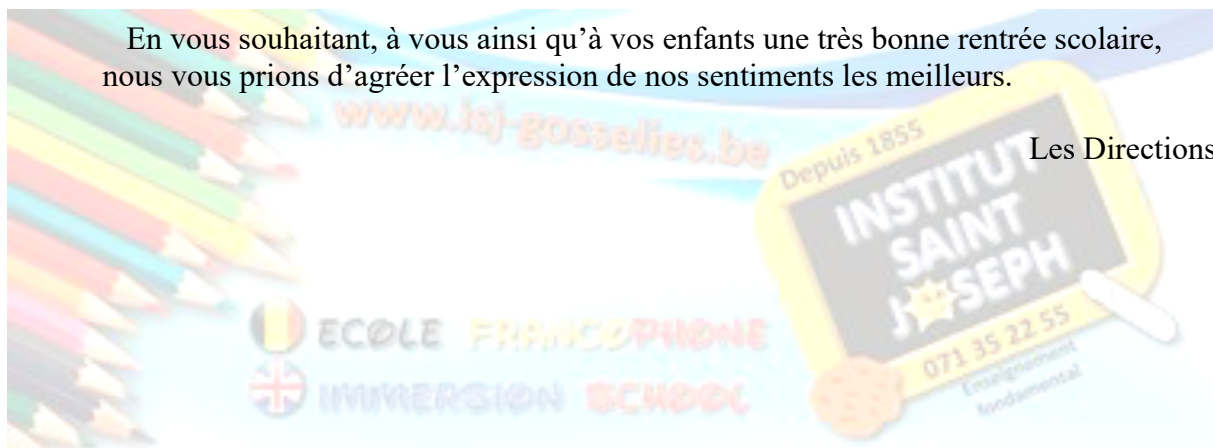 En vous souhaitant, à vous ainsi qu’à vos enfants une très bonne rentrée scolaire,
nous vous prions d’agréer l’expression de nos sentiments les meilleurs.
www.isj-gosselies.be
Les Directions
Depuis 1855
INSTITUT
SAINT
JOSEPH
071 35 22 55
Enseignement
fondamental
ECOLE FRANCOPHONE
IMMERSION SCHOOL